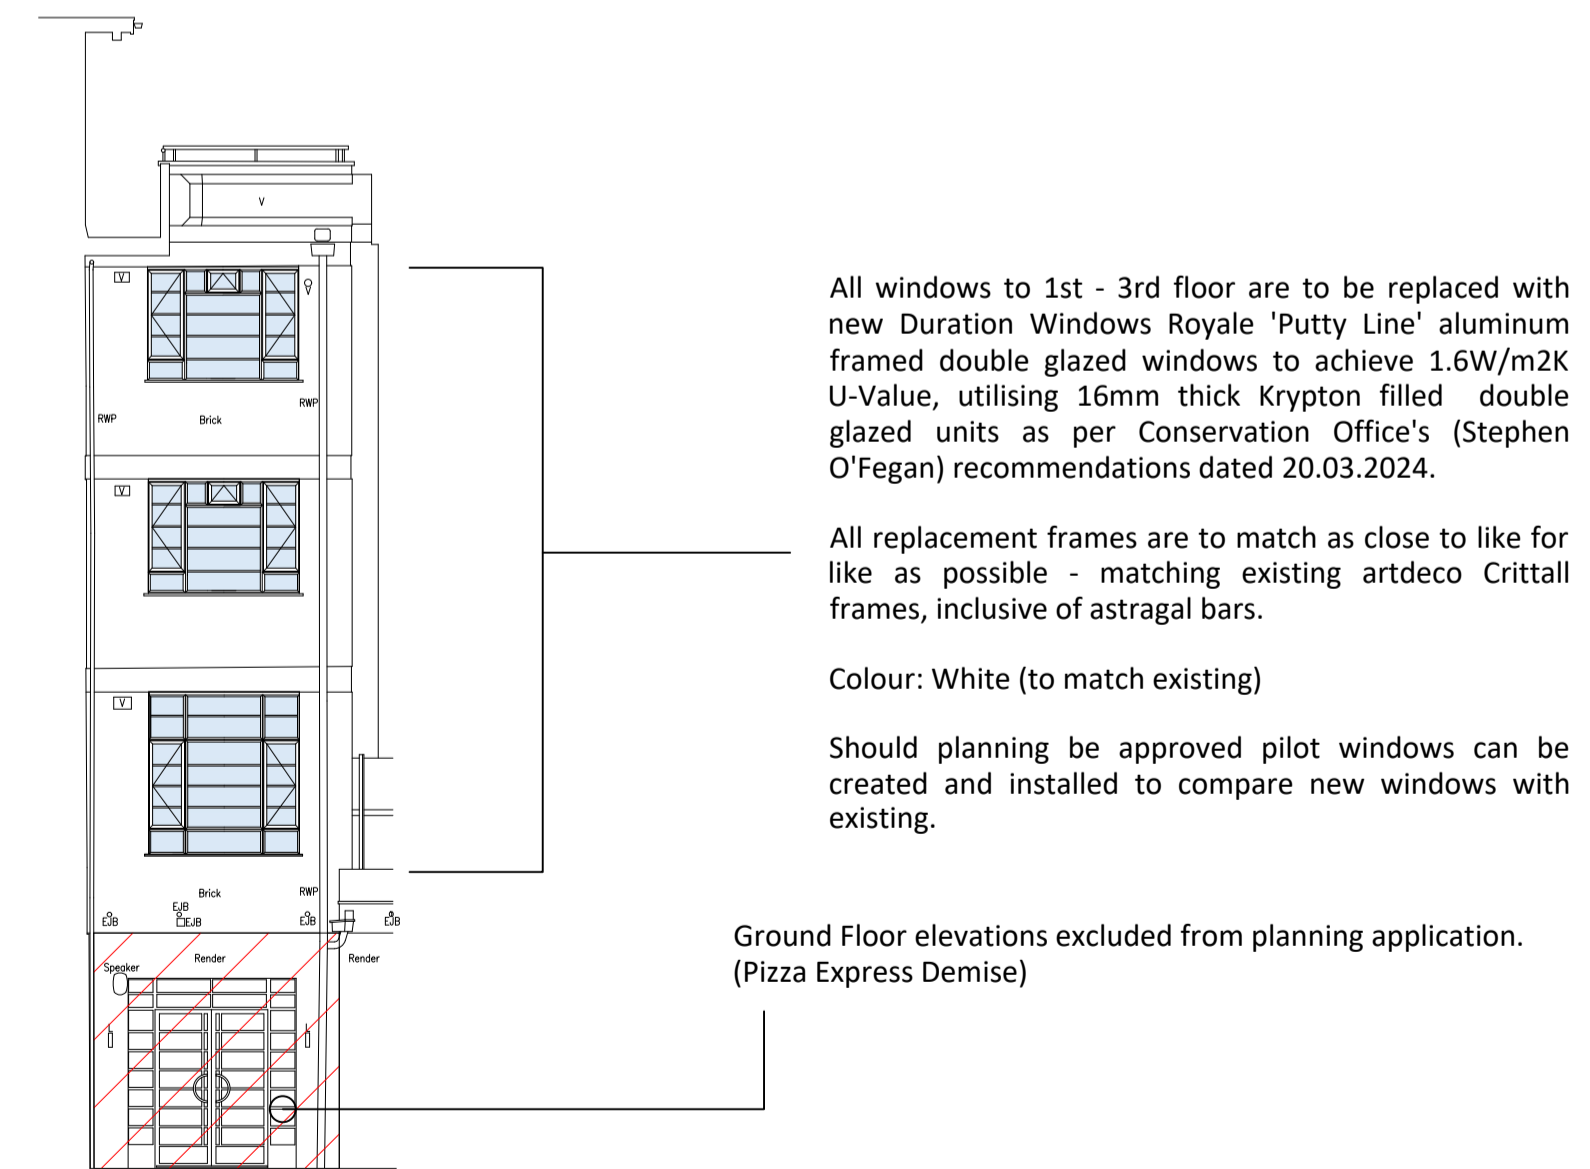 V
V
All windows to 1st - 3rd floor are to be replaced with
new Duration Windows Royale 'Putty Line' aluminum
framed double glazed windows to achieve 1.6W/m2K
U-Value, utilising 16mm thick Krypton filled double
glazed units as per Conservation Office's (Stephen
O'Fegan) recommendations dated 20.03.2024.
RWP
RWP
Brick
V
All replacement frames are to match as close to like for
like as possible - matching existing artdeco Crittall
frames, inclusive of astragal bars.
Colour: White (to match existing)
V
Should planning be approved pilot windows can be
created and installed to compare new windows with
existing.
Brick
RWP
EJB
EJB
EJB
EJB
EJB
Ground Floor elevations excluded from planning application.
(Pizza Express Demise)
Render
Render
Speaker